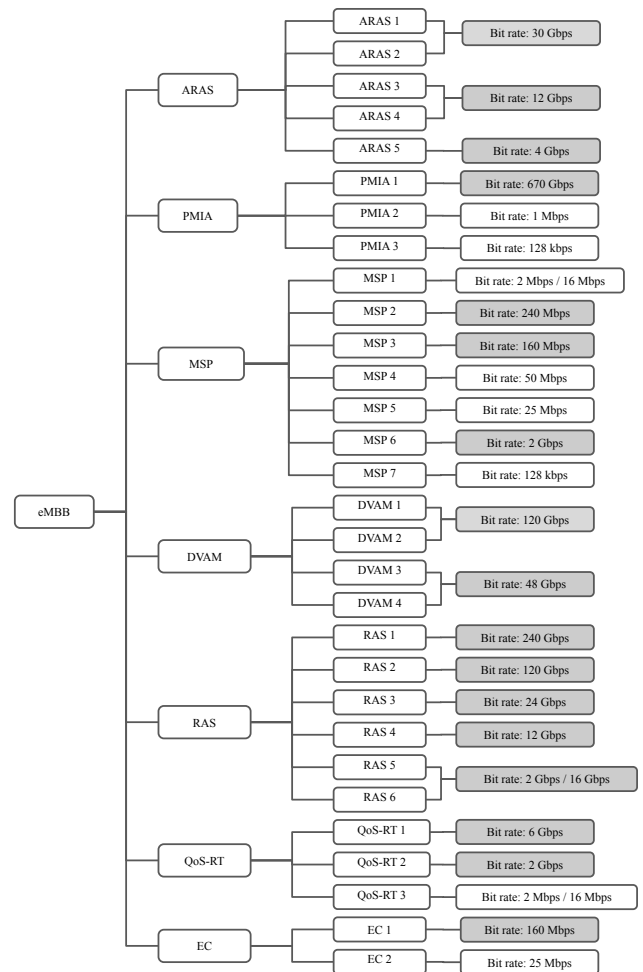 ARAS 1
Bit rate: 30 Gbps
ARAS 2
ARAS
ARAS 3
Bit rate: 12 Gbps
ARAS 4
ARAS 5
Bit rate: 4 Gbps
PMIA 1
Bit rate: 670 Gbps
PMIA
PMIA 2
Bit rate: 1 Mbps
PMIA 3
Bit rate: 128 kbps
MSP 1
Bit rate: 2 Mbps / 16 Mbps
MSP 2
Bit rate: 240 Mbps
MSP 3
Bit rate: 160 Mbps
MSP
MSP 4
Bit rate: 50 Mbps
MSP 5
Bit rate: 25 Mbps
MSP 6
Bit rate: 2 Gbps
MSP 7
Bit rate: 128 kbps
eMBB
DVAM 1
Bit rate: 120 Gbps
DVAM 2
DVAM
DVAM 3
Bit rate: 48 Gbps
DVAM 4
RAS 1
Bit rate: 240 Gbps
RAS 2
Bit rate: 120 Gbps
RAS 3
Bit rate: 24 Gbps
RAS
RAS 4
Bit rate: 12 Gbps
RAS 5
Bit rate: 2 Gbps / 16 Gbps
RAS 6
QoS-RT 1
Bit rate: 6 Gbps
QoS-RT
QoS-RT 2
Bit rate: 2 Gbps
QoS-RT 3
Bit rate: 2 Mbps / 16 Mbps
EC 1
Bit rate: 160 Mbps
EC
EC 2
Bit rate: 25 Mbps